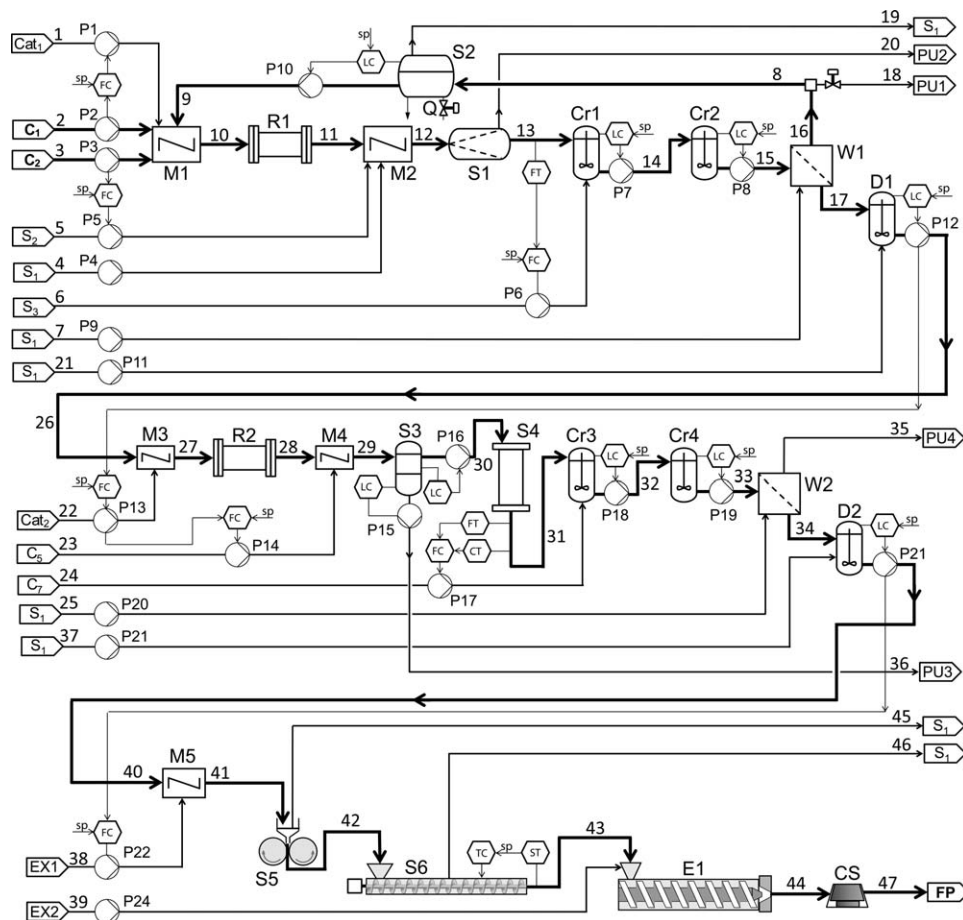 19 S₁
Cat₁ 1 P1
sp S2
20 PU2
LC
P10
FC sp
8 18 PU1
C₁ 2 P2
9 Q
Cr1 Cr2
16
10 R1 11 12 13
LC sp LC sp
C₂ 3 P3
M1 M2 S1
14 15 W1
FT P7 P8
D1
sp FC
17 LC sp
S₂ 5 P5
P12
S₁ 4 P4
sp FC
S₃ 6 P6
S₁ 7 P9
S₁ 21 P11
26
M3 R2 M4 S3 P16 S4 Cr3 Cr4 35 PU4
27 28 29 30 LC sp LC sp
sp FC
LC LC 32 33 W2
Cat₂ 22 P13 FC sp P15 FT 31 P18 P19 34 D2
LC sp
C₅ 23 P14 FC CT P21
C₇ 24 P17
S₁ 25 P20
S₁ 37 P21
36 PU3
45 S₁
M5 46 S₁
40 41
42 43
sp FC TC sp ST
EX1 38 P22 S5 S6 E1 CS
44 47 FP
EX2 39 P24